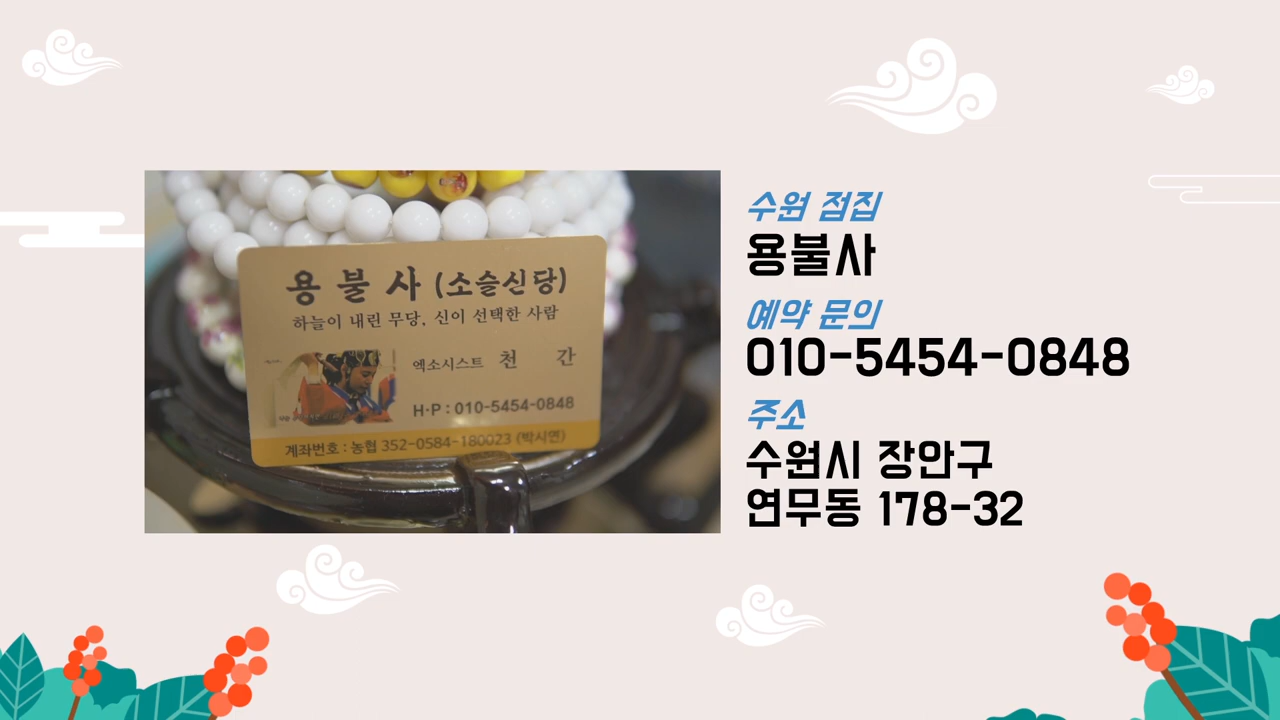 용불사 (소슬신당)
하늘이 내린 무당, 신이 선택한 사람
엑소시스트 천 간
H·P : 010-5454-0848
계좌번호 : 농협 352-0584-180023 (박시연)
수원 점집
용불사
예약 문의
010-5454-0848
주소
수원시 장안구
연무동 178-32